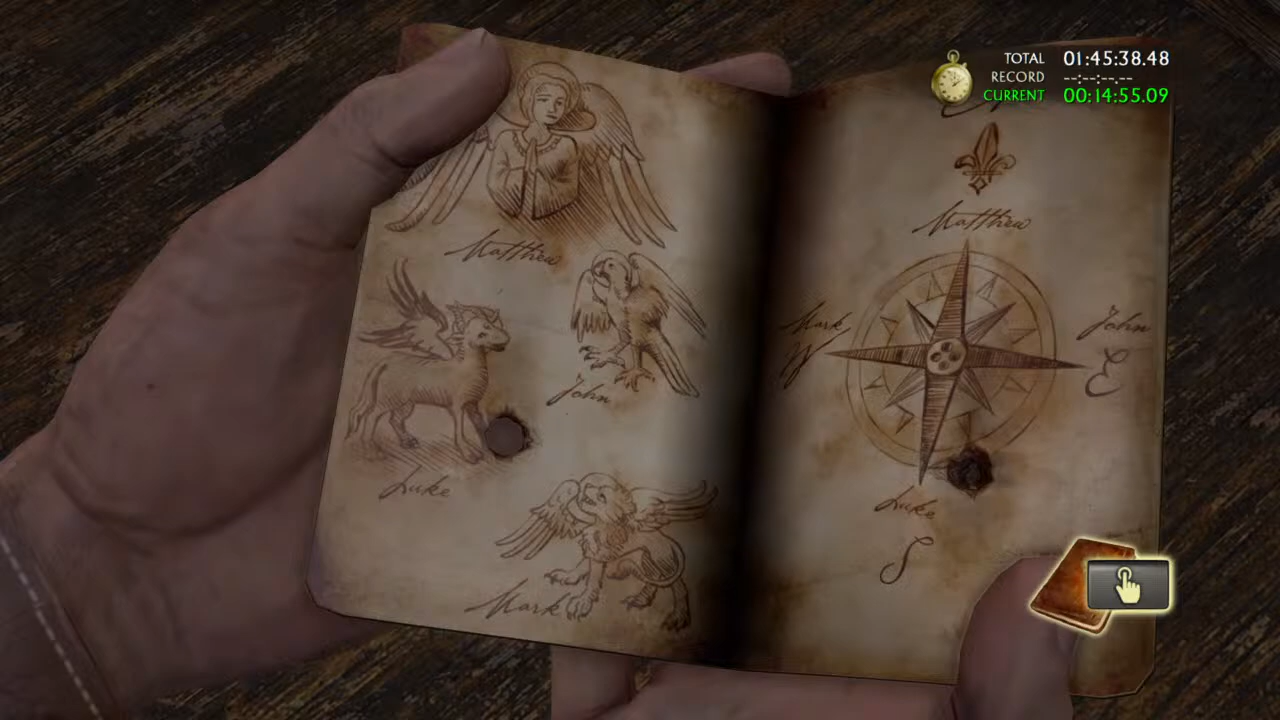 TOTAL 01:45:38.48
RECORD --:--:--.--
CURRENT 00:14:55.09
Matthew
John
Luke
Mark
Matthew
Mark
W
John
E
Luke
S